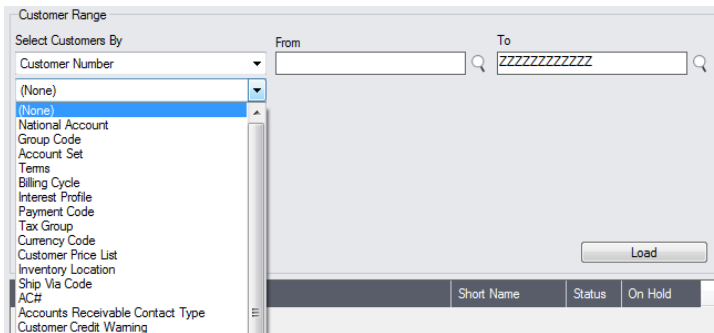 Customer Range
Select Customers By From To
Customer Number ZZZZZZZZZZZZ
(None)
(None)
National Account
Group Code
Account Set
Terms
Billing Cycle
Interest Profile
Payment Code
Tax Group
Currency Code
Customer Price List
Inventory Location
Load
Ship Via Code
Short Name Status On Hold
AC#
Accounts Receivable Contact Type
Customer Credit Warning